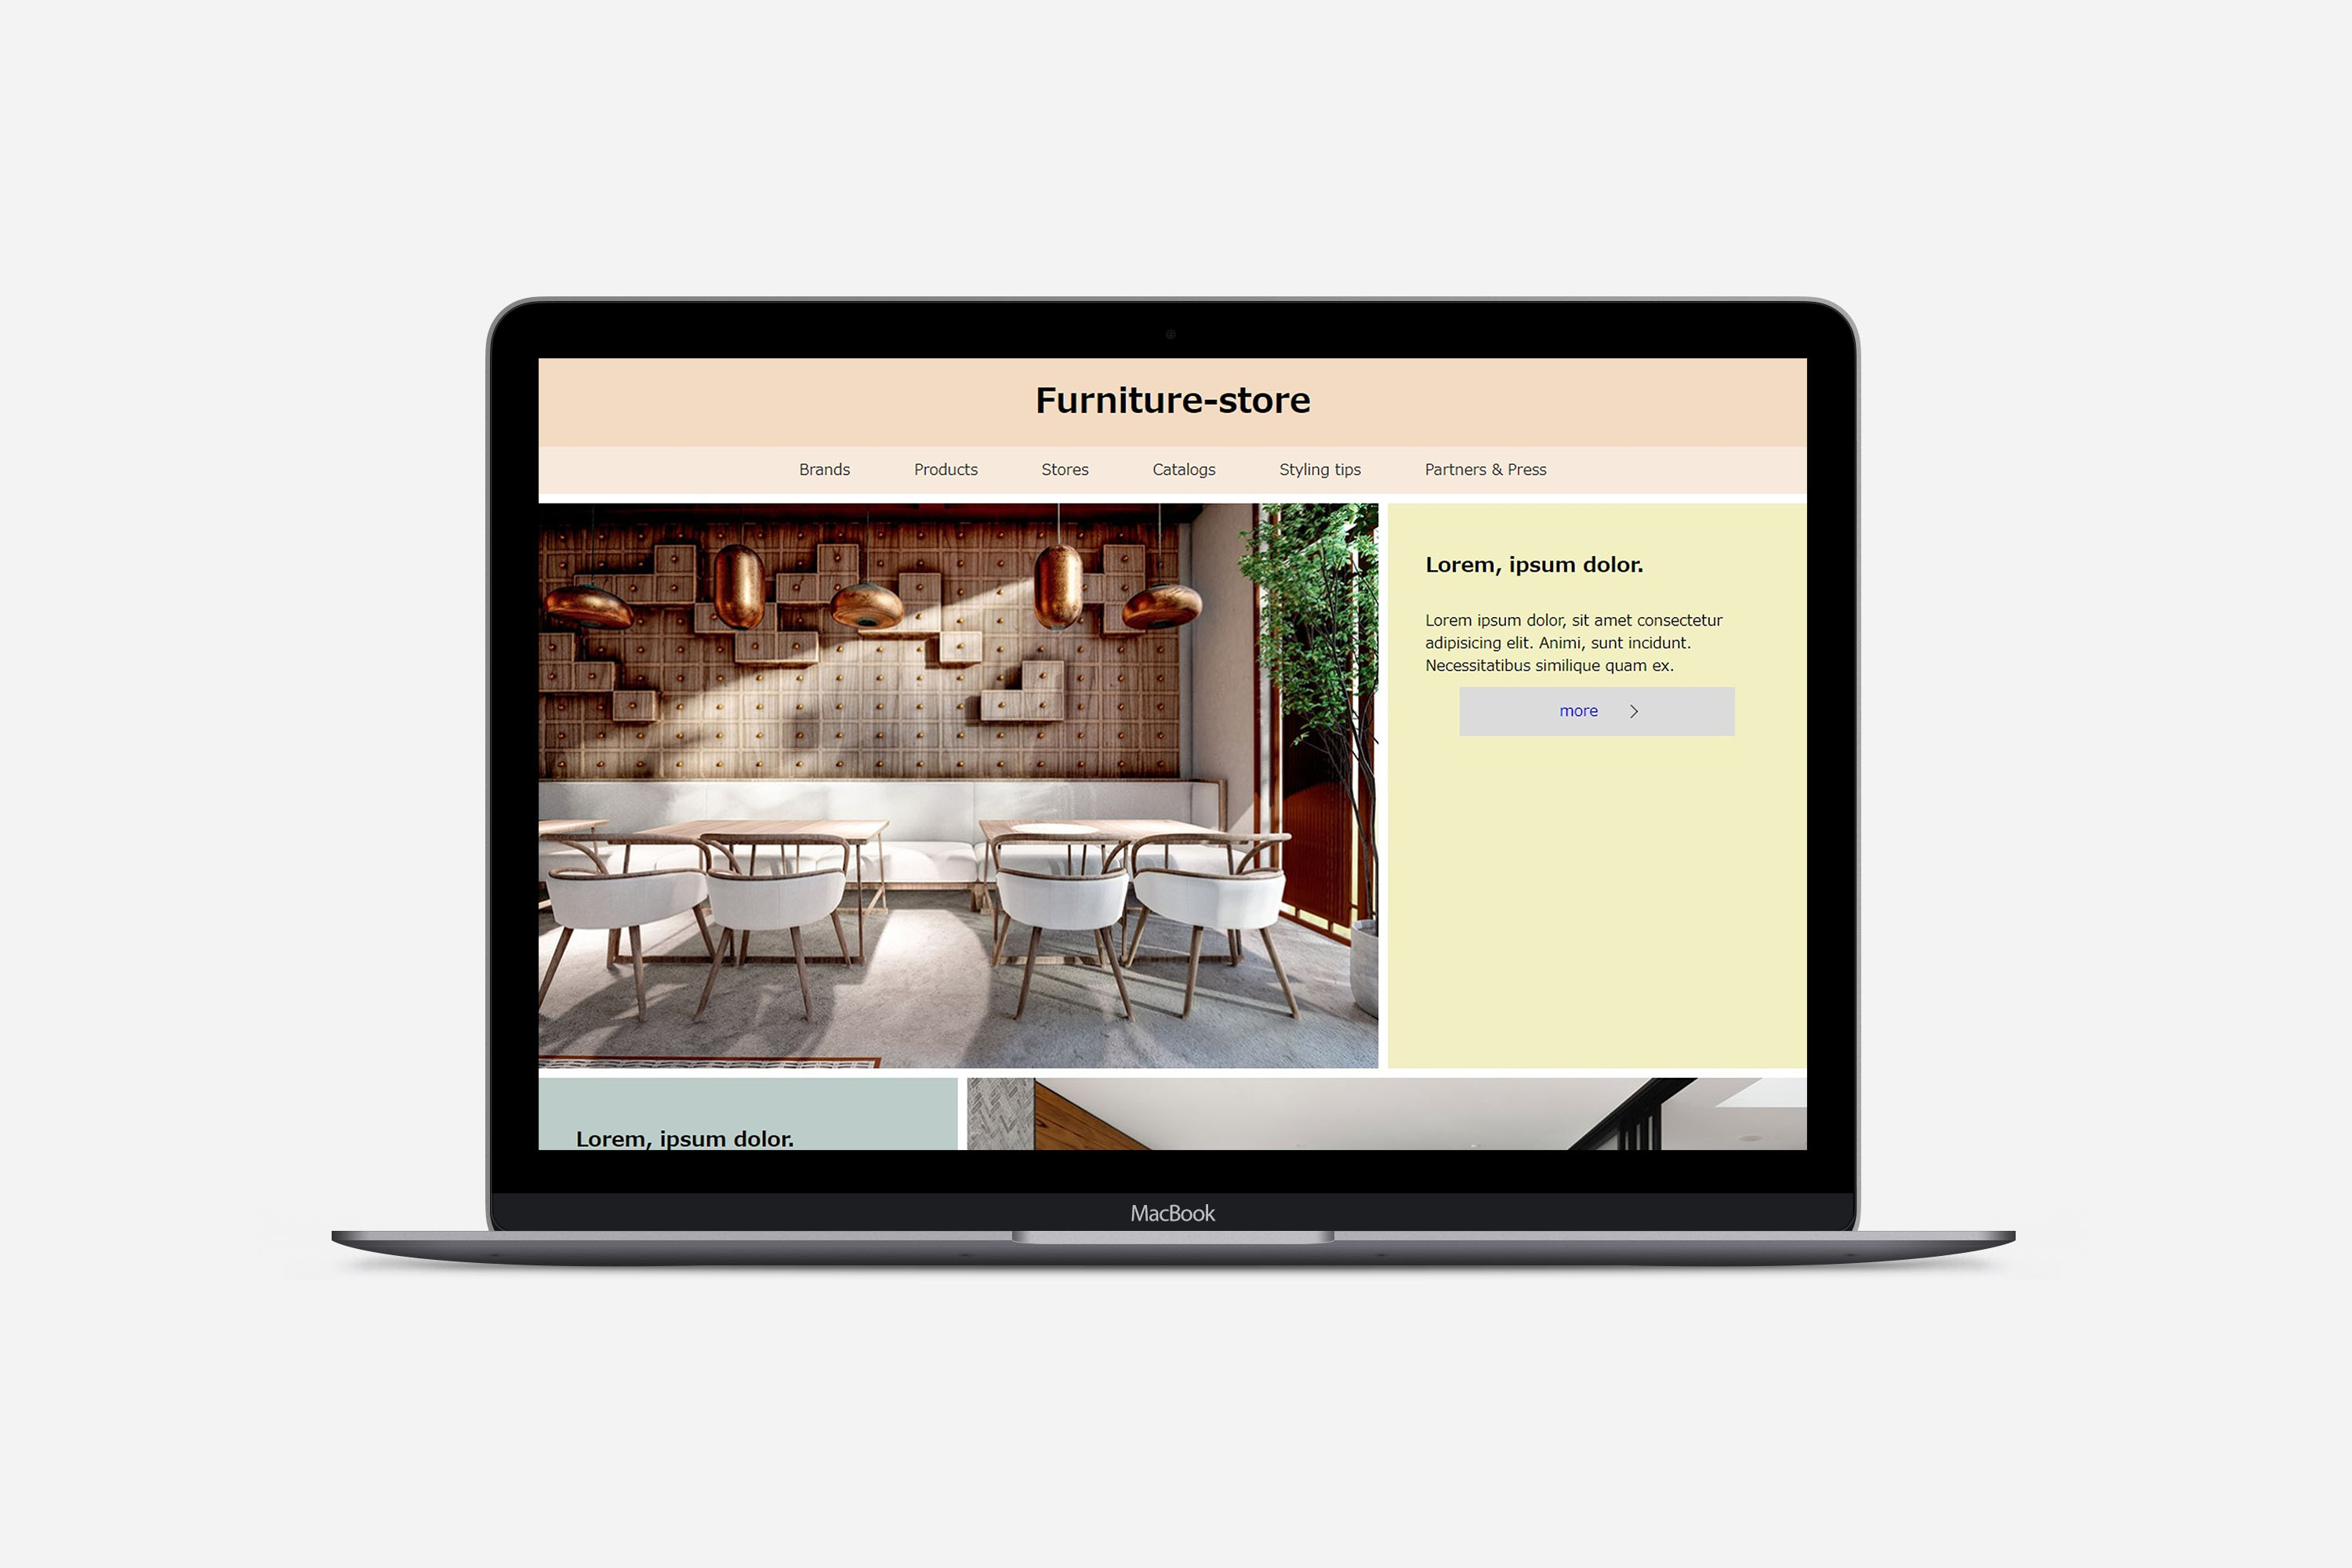 Furniture-store
Brands Products Stores Catalogs Styling tips Partners & Press
Lorem, ipsum dolor.
Lorem ipsum dolor, sit amet consectetur
adipisicing elit. Animi, sunt incidunt.
Necessitatibus similique quam ex.
more
Lorem, ipsum dolor.
MacBook